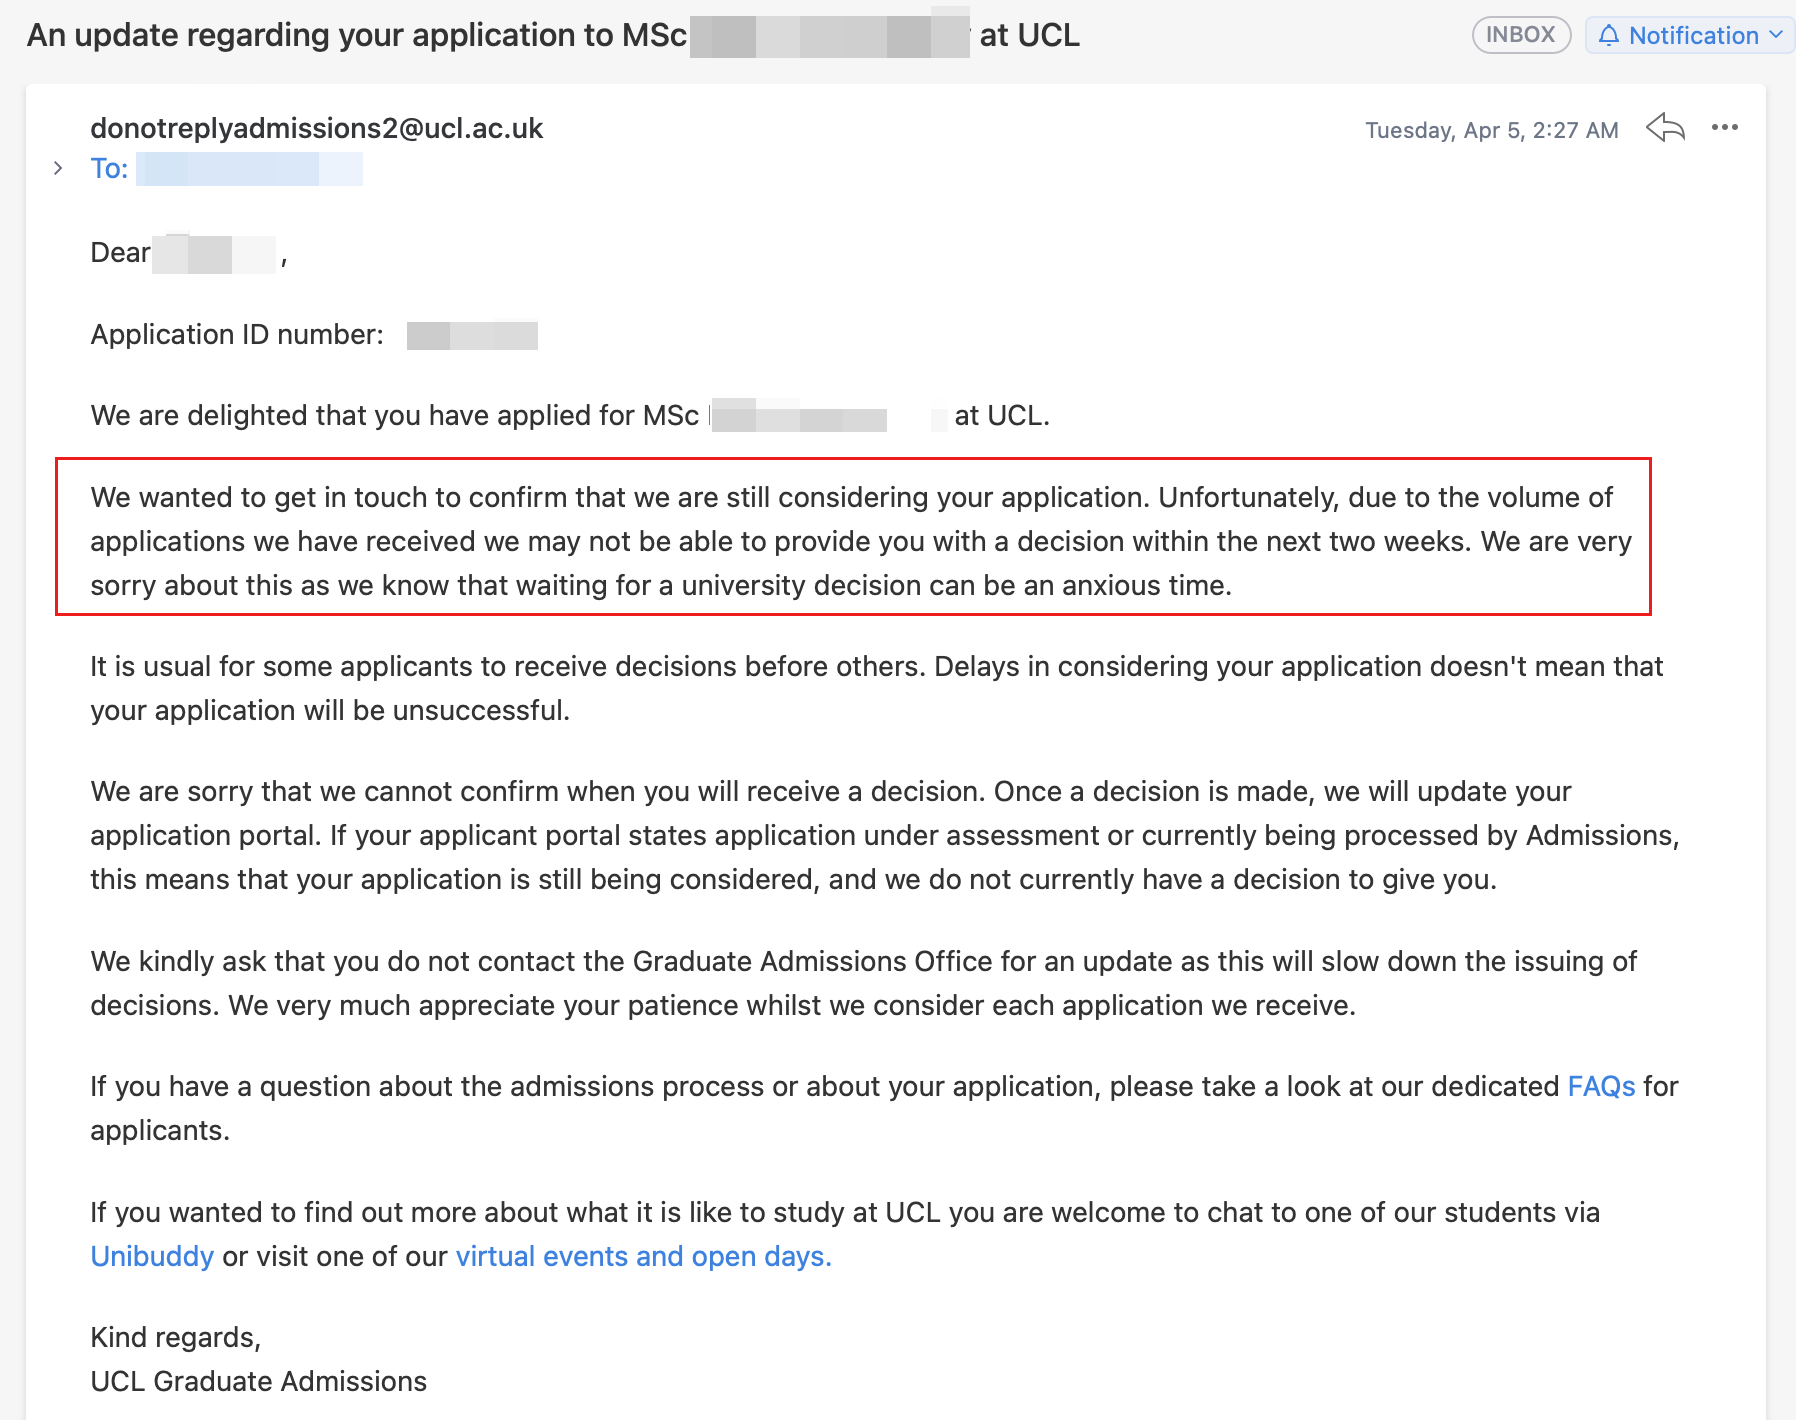 An update regarding your application to MSc at UCL
INBOX
Notification
donotreplyadmissions2@ucl.ac.uk
Tuesday, Apr 5, 2:27 AM
To:
Dear ,
Application ID number:
We are delighted that you have applied for MSc at UCL.
We wanted to get in touch to confirm that we are still considering your application. Unfortunately, due to the volume of
applications we have received we may not be able to provide you with a decision within the next two weeks. We are very
sorry about this as we know that waiting for a university decision can be an anxious time.
It is usual for some applicants to receive decisions before others. Delays in considering your application doesn't mean that
your application will be unsuccessful.
We are sorry that we cannot confirm when you will receive a decision. Once a decision is made, we will update your
application portal. If your applicant portal states application under assessment or currently being processed by Admissions,
this means that your application is still being considered, and we do not currently have a decision to give you.
We kindly ask that you do not contact the Graduate Admissions Office for an update as this will slow down the issuing of
decisions. We very much appreciate your patience whilst we consider each application we receive.
If you have a question about the admissions process or about your application, please take a look at our dedicated FAQs for
applicants.
If you wanted to find out more about what it is like to study at UCL you are welcome to chat to one of our students via
Unibuddy or visit one of our virtual events and open days.
Kind regards,
UCL Graduate Admissions